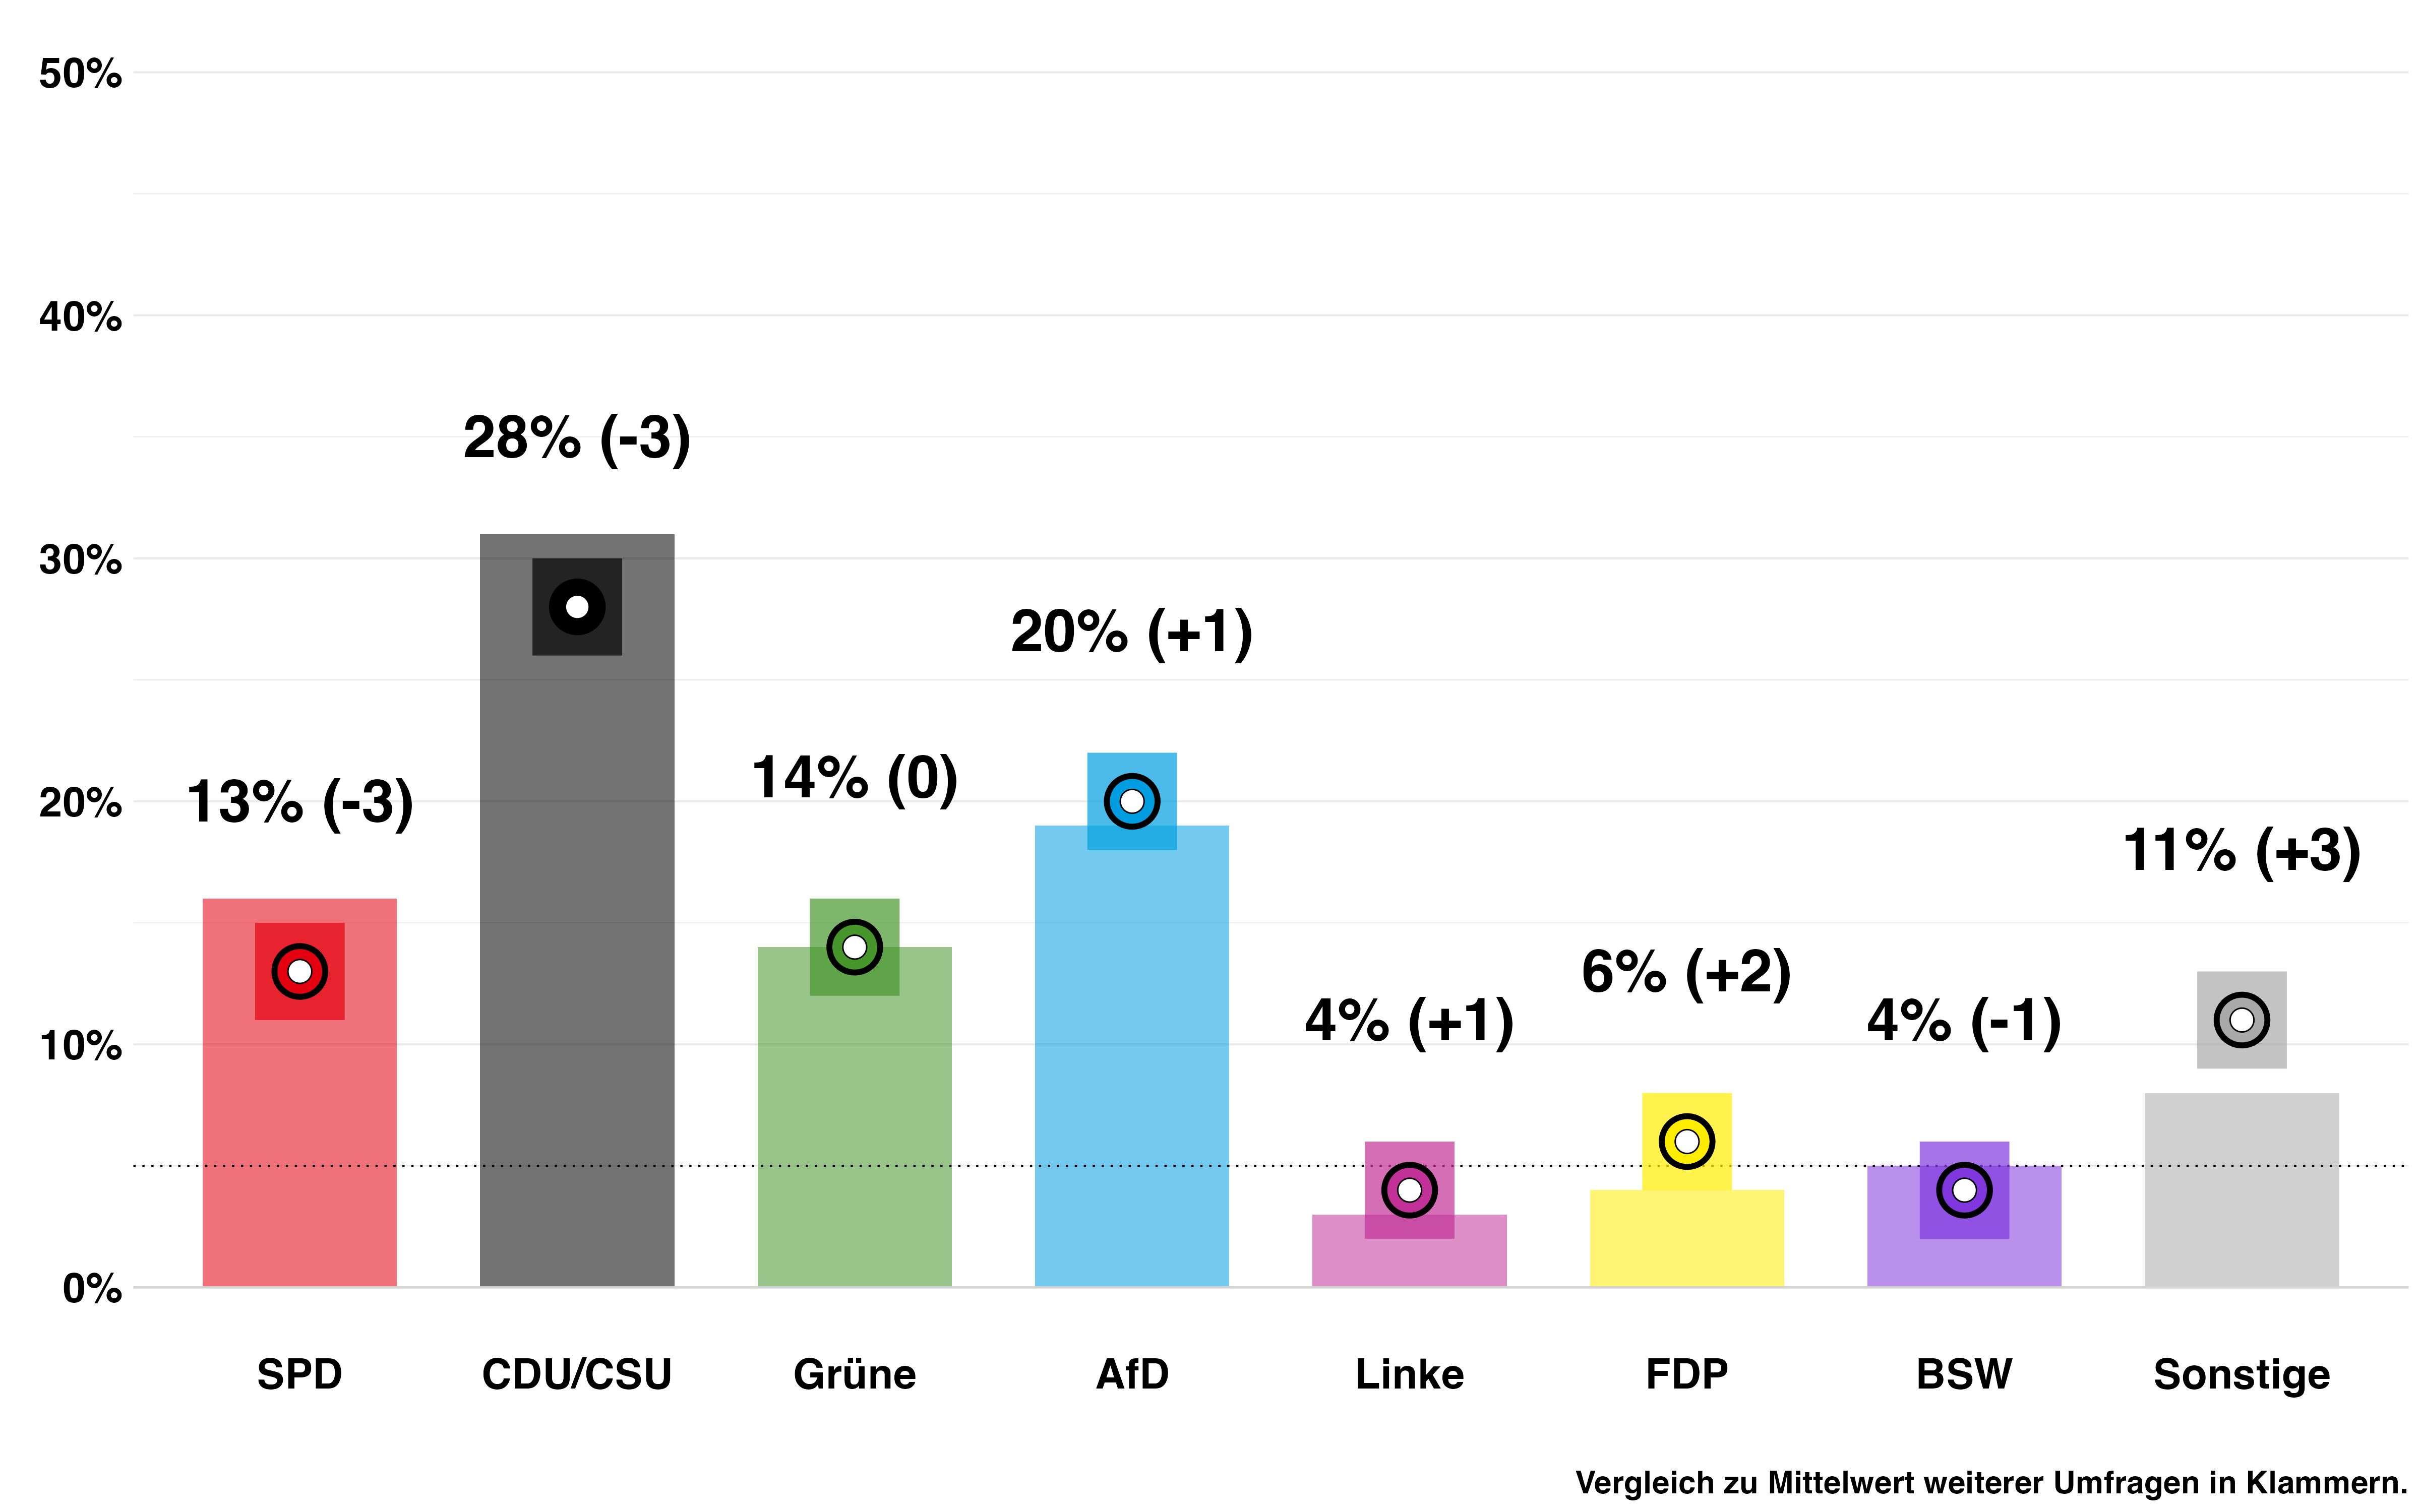 50%
40%
30%
20%
10%
0%
13% (-3)
28% (-3)
14% (0)
20% (+1)
4% (+1)
6% (+2)
4% (-1)
11% (+3)
SPD
CDU/CSU
Grüne
AfD
Linke
FDP
BSW
Sonstige
Vergleich zu Mittelwert weiterer Umfragen in Klammern.